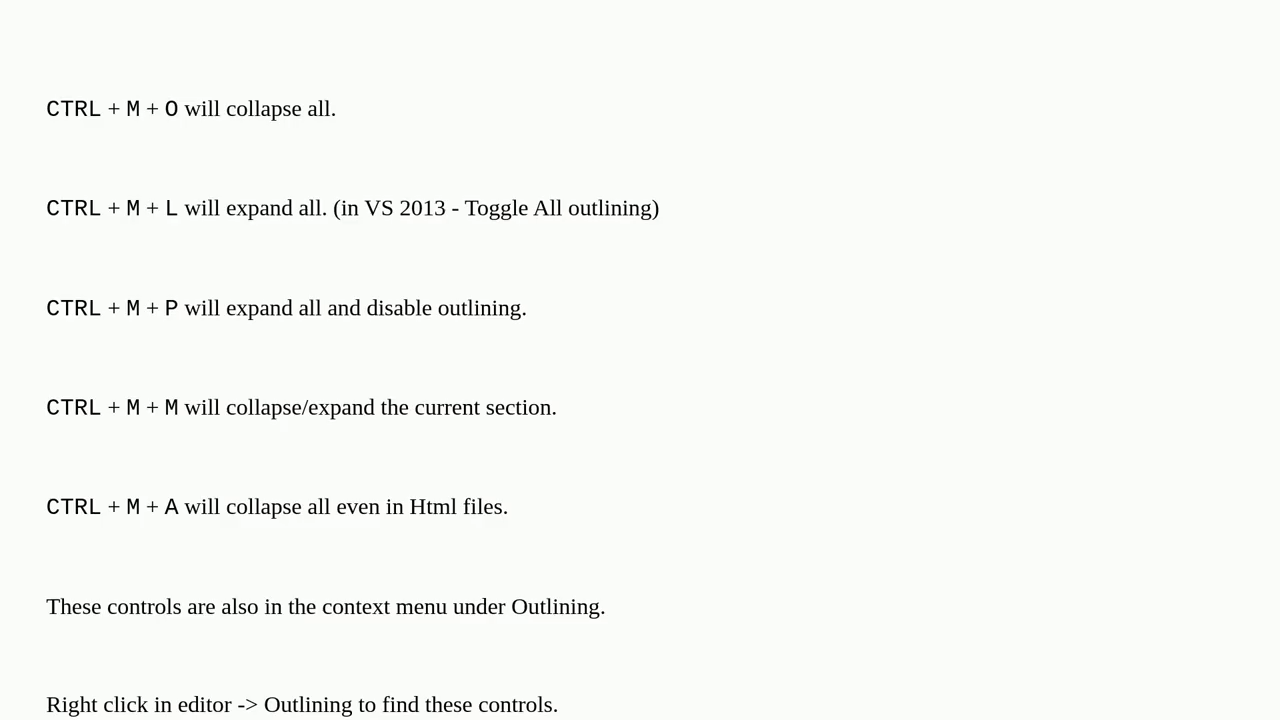 CTRL + M + O will collapse all.
CTRL + M + L will expand all. (in VS 2013 - Toggle All outlining)
CTRL + M + P will expand all and disable outlining.
CTRL + M + M will collapse/expand the current section.
CTRL + M + A will collapse all even in Html files.
These controls are also in the context menu under Outlining.
Right click in editor -> Outlining to find these controls.